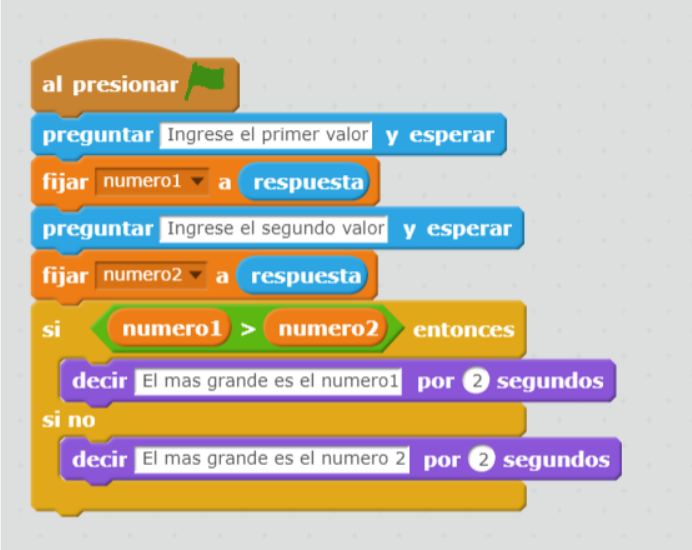 al presionar
preguntar Ingrese el primer valor y esperar
fijar numero1 a respuesta
preguntar Ingrese el segundo valor y esperar
fijar numero2 a respuesta
si numero1 > numero2 entonces
decir El mas grande es el numero1 por 2 segundos
si no
decir El mas grande es el numero 2 por 2 segundos